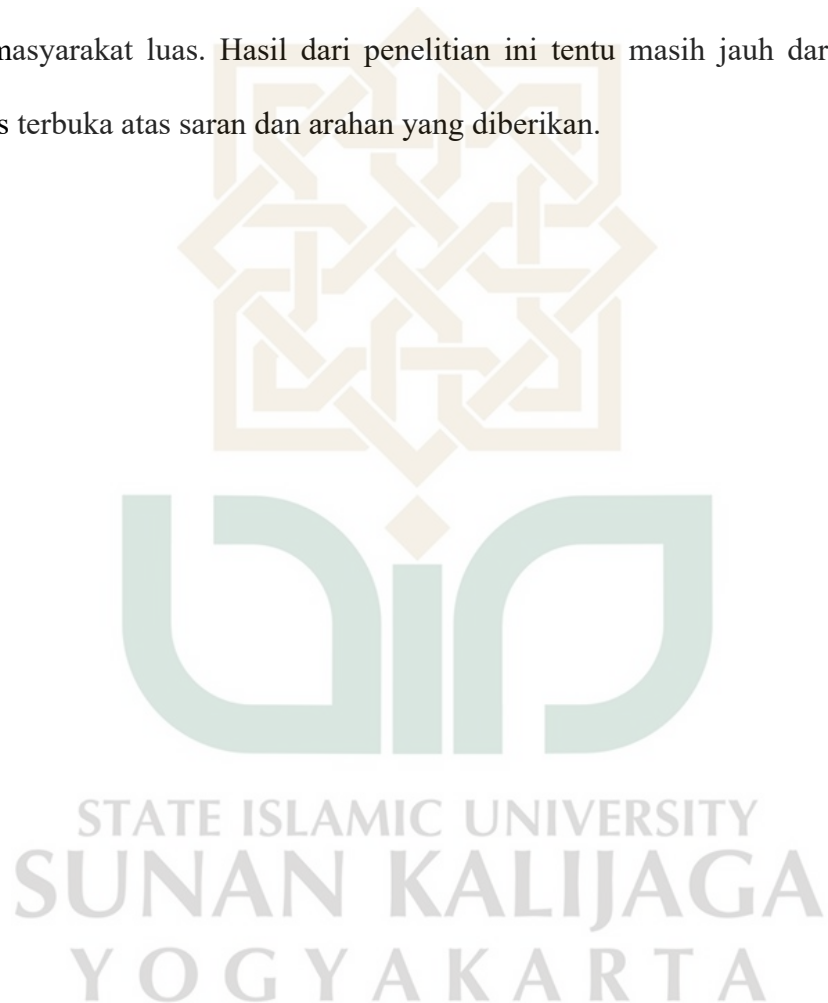 masyarakat luas. Hasil dari penelitian ini tentu masih jauh dar
s terbuka atas saran dan arahan yang diberikan.
uin
STATE ISLAMIC UNIVERSITY
SUNAN KALIJAGA
YOGYAKARTA